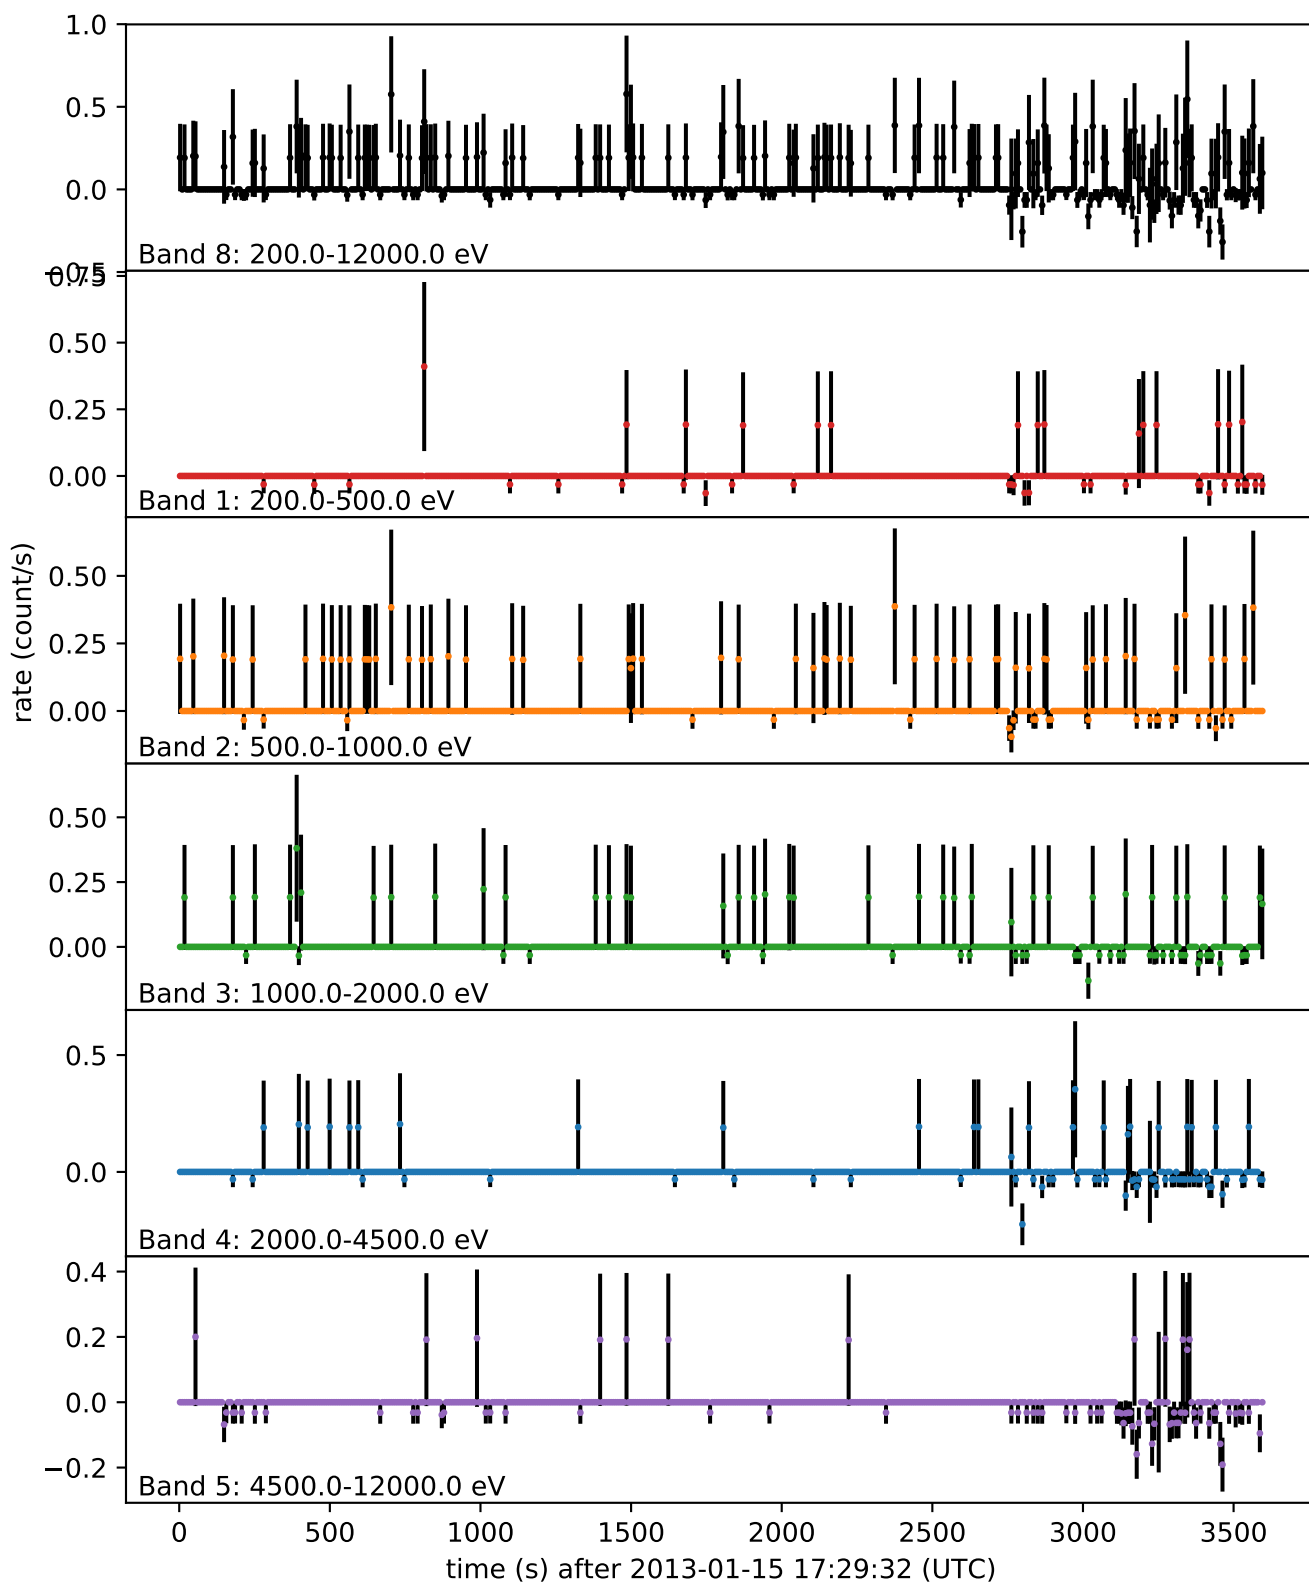 1.0
0.5
0.0
−0.5
Band 8: 200.0-12000.0 eV
0.75
0.50
0.25
0.00
Band 1: 200.0-500.0 eV
0.50
0.25
0.00
Band 2: 500.0-1000.0 eV
rate (count/s)
0.50
0.25
0.00
Band 3: 1000.0-2000.0 eV
0.5
0.0
Band 4: 2000.0-4500.0 eV
0.4
0.2
0.0
−0.2
Band 5: 4500.0-12000.0 eV
0 500 1000 1500 2000 2500 3000 3500
time (s) after 2013-01-15 17:29:32 (UTC)